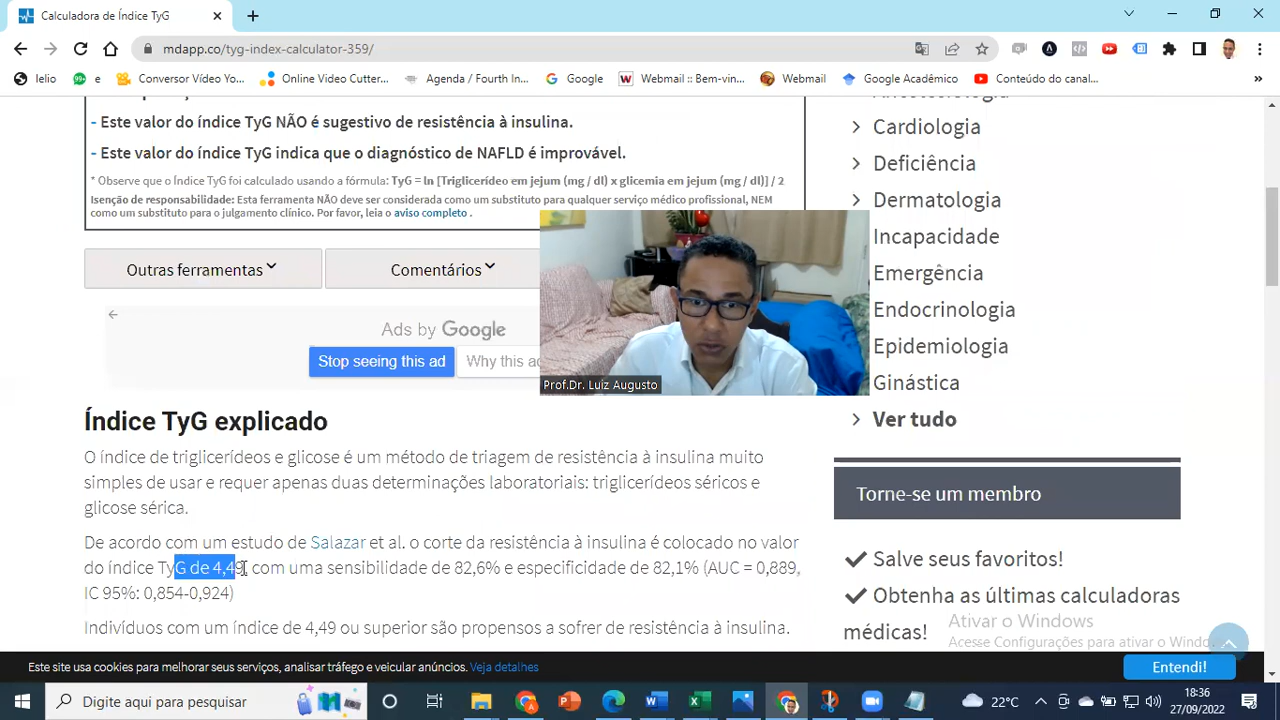 Calculadora de Índice TyG
mdapp.co/tyg-index-calculator-359/
lelio
99+
e
Conversor Vídeo Yo...
Online Video Cutter...
Agenda / Fourth In...
Google
Webmail :: Bem-vin...
Webmail
Google Acadêmico
Conteúdo do canal...
»
- Este valor do índice TyG NÃO é sugestivo de resistência à insulina.
- Este valor do índice TyG indica que o diagnóstico de NAFLD é improvável.
* Observe que o Índice TyG foi calculado usando a fórmula: TyG = ln [Triglicerídeo em jejum (mg / dl) x glicemia em jejum (mg / dl)] / 2
Isenção de responsabilidade: Esta ferramenta NÃO deve ser considerada como um substituto para qualquer serviço médico profissional, NEM
como um substituto para o julgamento clínico. Por favor, leia o aviso completo .
Outras ferramentas
Comentários
Ads by Google
Stop seeing this ad
Why this ad
Prof.Dr. Luiz Augusto
Índice TyG explicado
O índice de triglicerídeos e glicose é um método de triagem de resistência à insulina muito
simples de usar e requer apenas duas determinações laboratoriais: triglicerídeos séricos e
glicose sérica.
De acordo com um estudo de Salazar et al. o corte da resistência à insulina é colocado no valor
do índice TyG de 4,49, com uma sensibilidade de 82,6% e especificidade de 82,1% (AUC = 0,889,
IC 95%: 0,854-0,924)
Indivíduos com um índice de 4,49 ou superior são propensos a sofrer de resistência à insulina.
Cardiologia
Deficiência
Dermatologia
Incapacidade
Emergência
Endocrinologia
Epidemiologia
Ginástica
Ver tudo
Torne-se um membro
Salve seus favoritos!
Obtenha as últimas calculadoras
médicas!
Ativar o Windows
Acesse Configurações para ativar o Windows.
Este site usa cookies para melhorar seus serviços, analisar tráfego e veicular anúncios. Veja detalhes
Entendi!
Digite aqui para pesquisar
22°C
18:36
27/09/2022